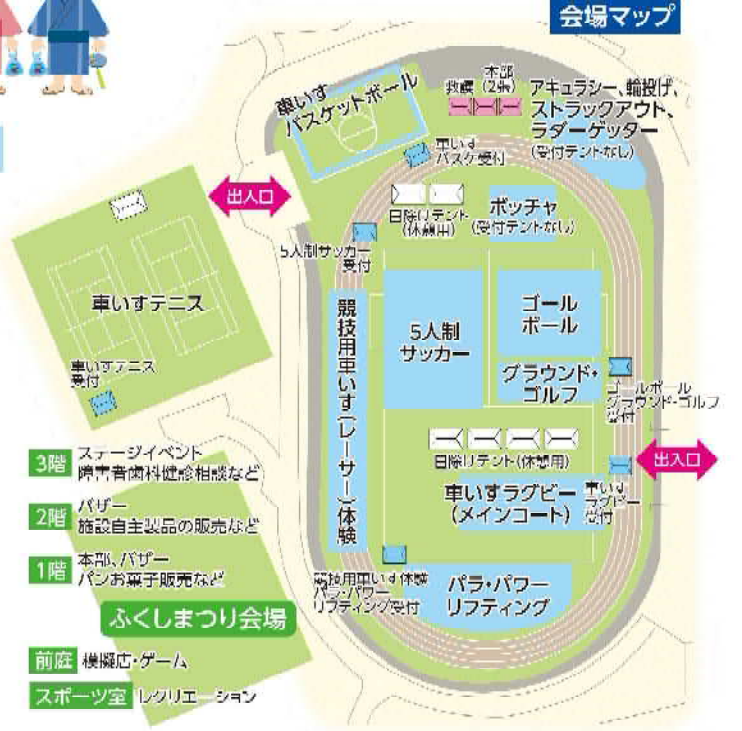 会場マップ
車いす
バスケットボール
本部
救護 (2張)
アキュラシー、輪投げ、
ストラックアウト、
ラダーゲッター
(受付テントなし)
車いす
バスケ受付
出入口
日除けテント
(休憩用)
ボッチャ
(受付テントなし)
5人制サッカー
受付
車いすテニス
車いすテニス
受付
競技用車いす(レーサー)体験
5人制
サッカー
ゴール
ボール
グラウンド・
ゴルフ
ゴールボール
グラウンド・ゴルフ
受付
日除けテント(休憩用)
出入口
車いすラグビー
(メインコート)
車いす
ラグビー
受付
競技用車いす体験
パラ・パワー
リフティング受付
パラ・パワー
リフティング
3階 ステージイベント
障害者歯科健診相談など
2階 バザー
施設自主製品の販売など
1階 本部、バザー
パンお菓子販売など
ふくしまつり会場
前庭 模擬店・ゲーム
スポーツ室 レクリエーション